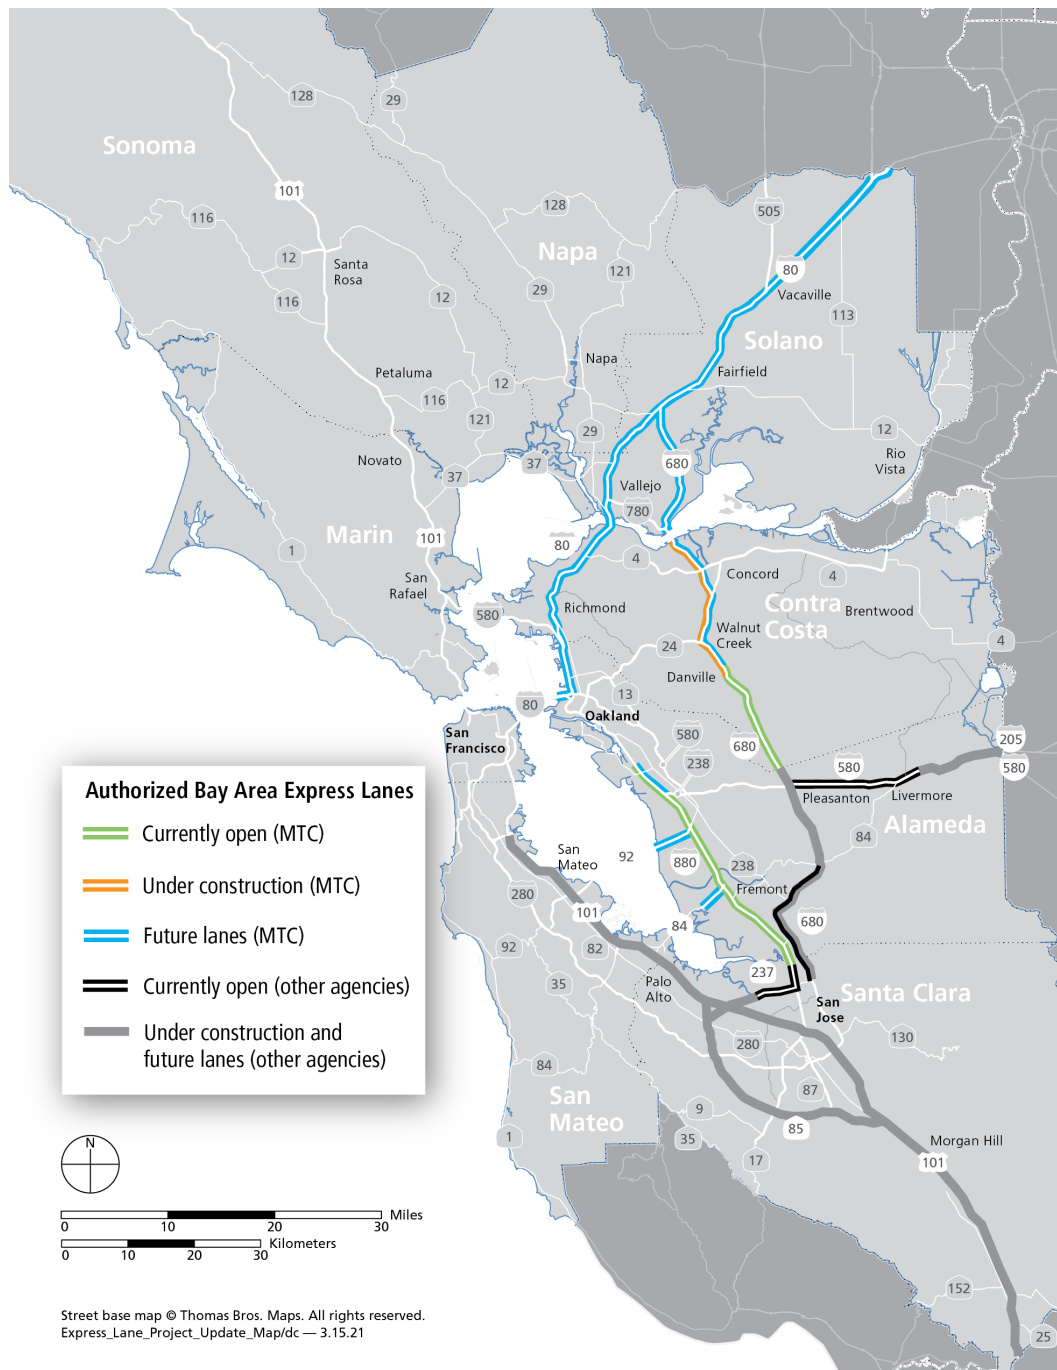 128
29
Sonoma
101
128
505
116
Napa
12
Santa
Rosa
121
80
116
12
29
Vacaville
113
Solano
Napa
Petaluma
12
Fairfield
116
121
29
12
Rio
Vista
Novato
37
37
680
Vallejo
780
Marin
101
1
80
4
Concord
4
San
Rafael
580
Richmond
Contra
Costa
Brentwood
Walnut
Creek
24
4
Danville
13
80
Oakland
San
Francisco
580
680
238
205
580
580
Pleasanton
Livermore
Authorized Bay Area Express Lanes
Currently open (MTC)
Under construction (MTC)
Future lanes (MTC)
Currently open (other agencies)
Under construction and
future lanes (other agencies)
84
Alameda
San
Mateo
92
880
238
280
Fremont
101
84
680
92
82
237
35
Palo
Alto
San
Jose
Santa Clara
280
130
84
87
San
Mateo
9
85
1
35
17
Morgan Hill
101
152
25
N
0 10 20 30 Miles
0 10 20 30 Kilometers
Street base map © Thomas Bros. Maps. All rights reserved.
Express_Lane_Project_Update_Map/dc — 3.15.21